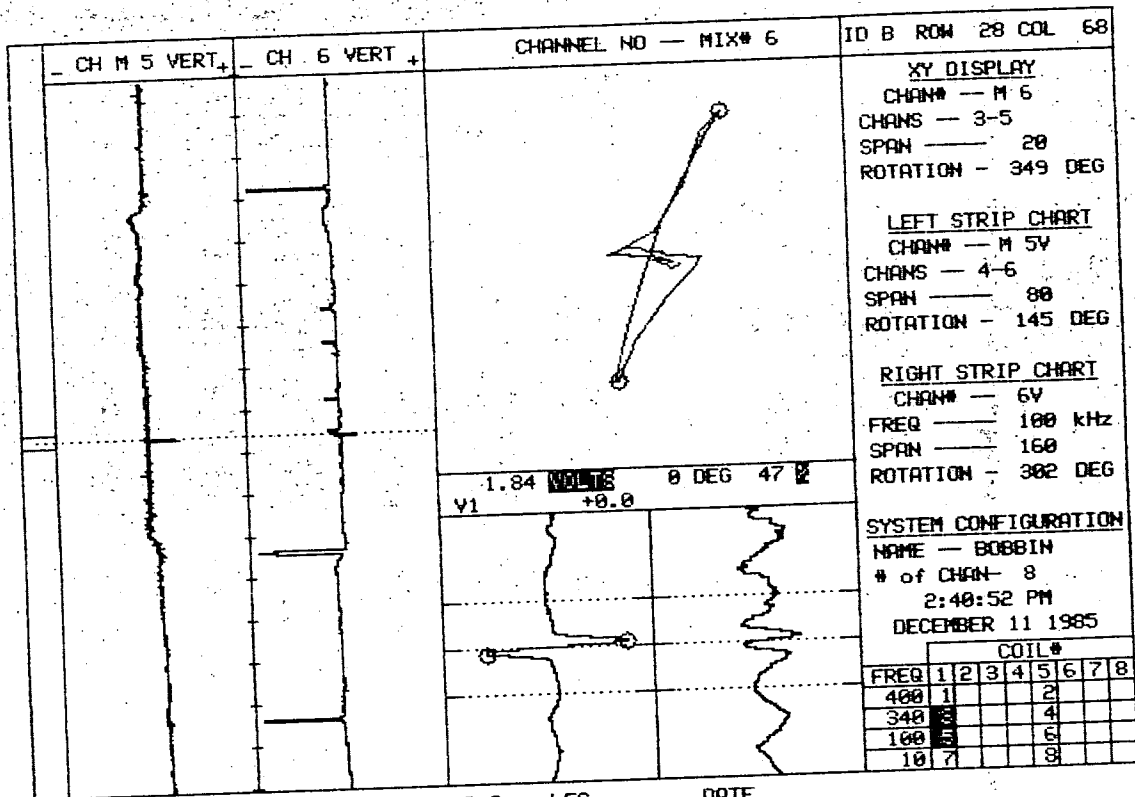 _ CH M 5 VERT +
_ CH 6 VERT +
CHANNEL NO — MIX# 6
ID B ROW 28 COL 68
XY DISPLAY
CHAN# — M 6
CHANS — 3-5
SPAN — 20
ROTATION - 349 DEG
LEFT STRIP CHART
CHAN# — M 5V
CHANS — 4-6
SPAN — 80
ROTATION - 145 DEG
RIGHT STRIP CHART
CHAN# — 6V
FREQ — 100 kHz
SPAN — 160
ROTATION - 302 DEG
1.84 VOLTS 0 DEG 47
V1 +0.0
SYSTEM CONFIGURATION
NAME — BOBBIN
# of CHAN- 8
2:40:52 PM
DECEMBER 11 1985
COIL#
FREQ 1 2 3 4 5 6 7 8
400 1 2
340 4
100 6
10 7 8
DATE